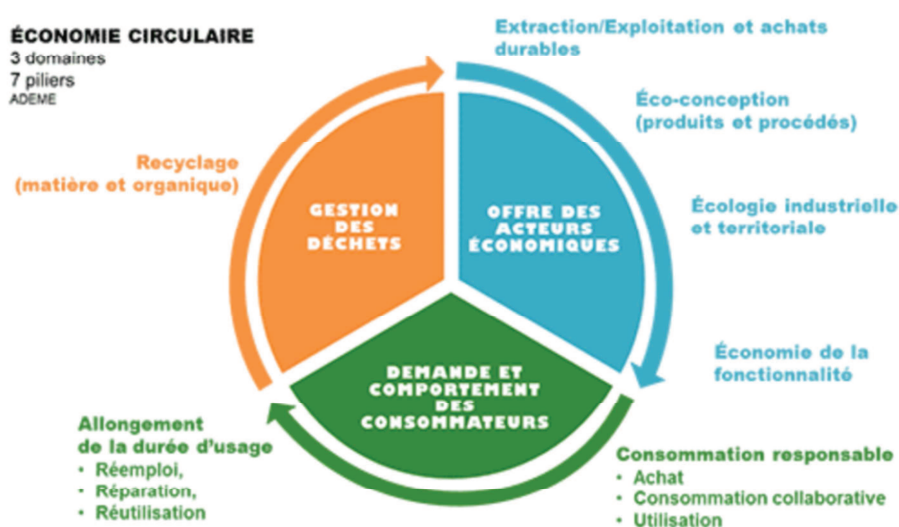 ÉCONOMIE CIRCULAIRE
3 domaines
7 piliers
ADEME
Extraction/Exploitation et achats
durables
Éco-conception
(produits et procédés)
Recyclage
(matière et organique)
GESTION
DES
DÉCHETS
OFFRE DES
ACTEURS
ÉCONOMIQUES
Écologie industrielle
et territoriale
Économie de la
fonctionnalité
DEMANDE ET
COMPORTEMENT
DES
CONSOMMATEURS
Allongement
de la durée d'usage
• Réemploi,
• Réparation,
• Réutilisation
Consommation responsable
• Achat
• Consommation collaborative
• Utilisation